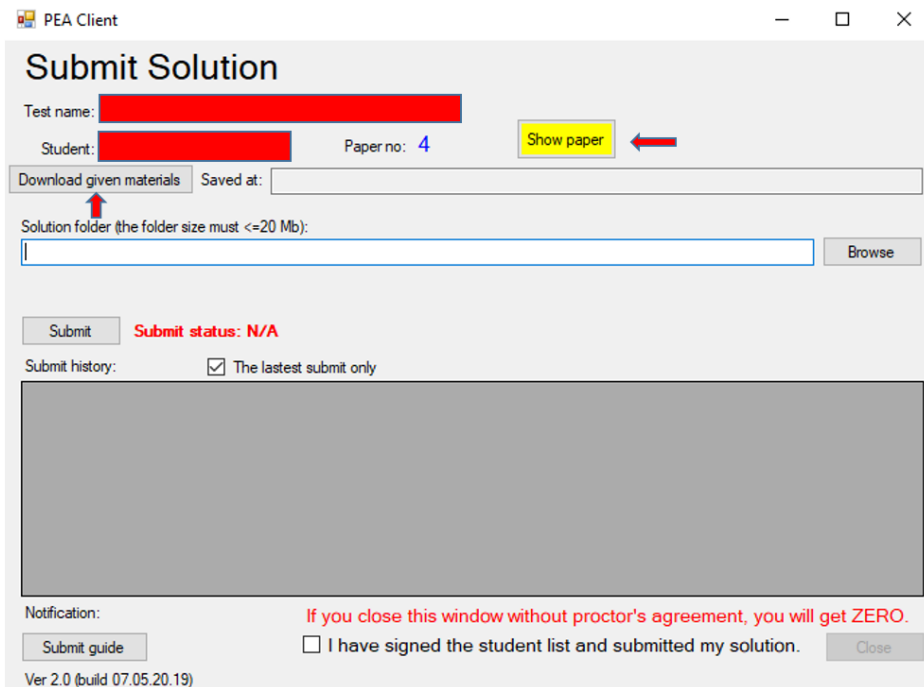 PEA Client
Submit Solution
Test name:
Student:
Paper no: 4
Show paper
Download given materials
Saved at:
Solution folder (the folder size must <=20 Mb):
Browse
Submit
Submit status: N/A
Submit history:
The lastest submit only
Notification:
If you close this window without proctor's agreement, you will get ZERO.
Submit guide
I have signed the student list and submitted my solution.
Close
Ver 2.0 (build 07.05.20.19)